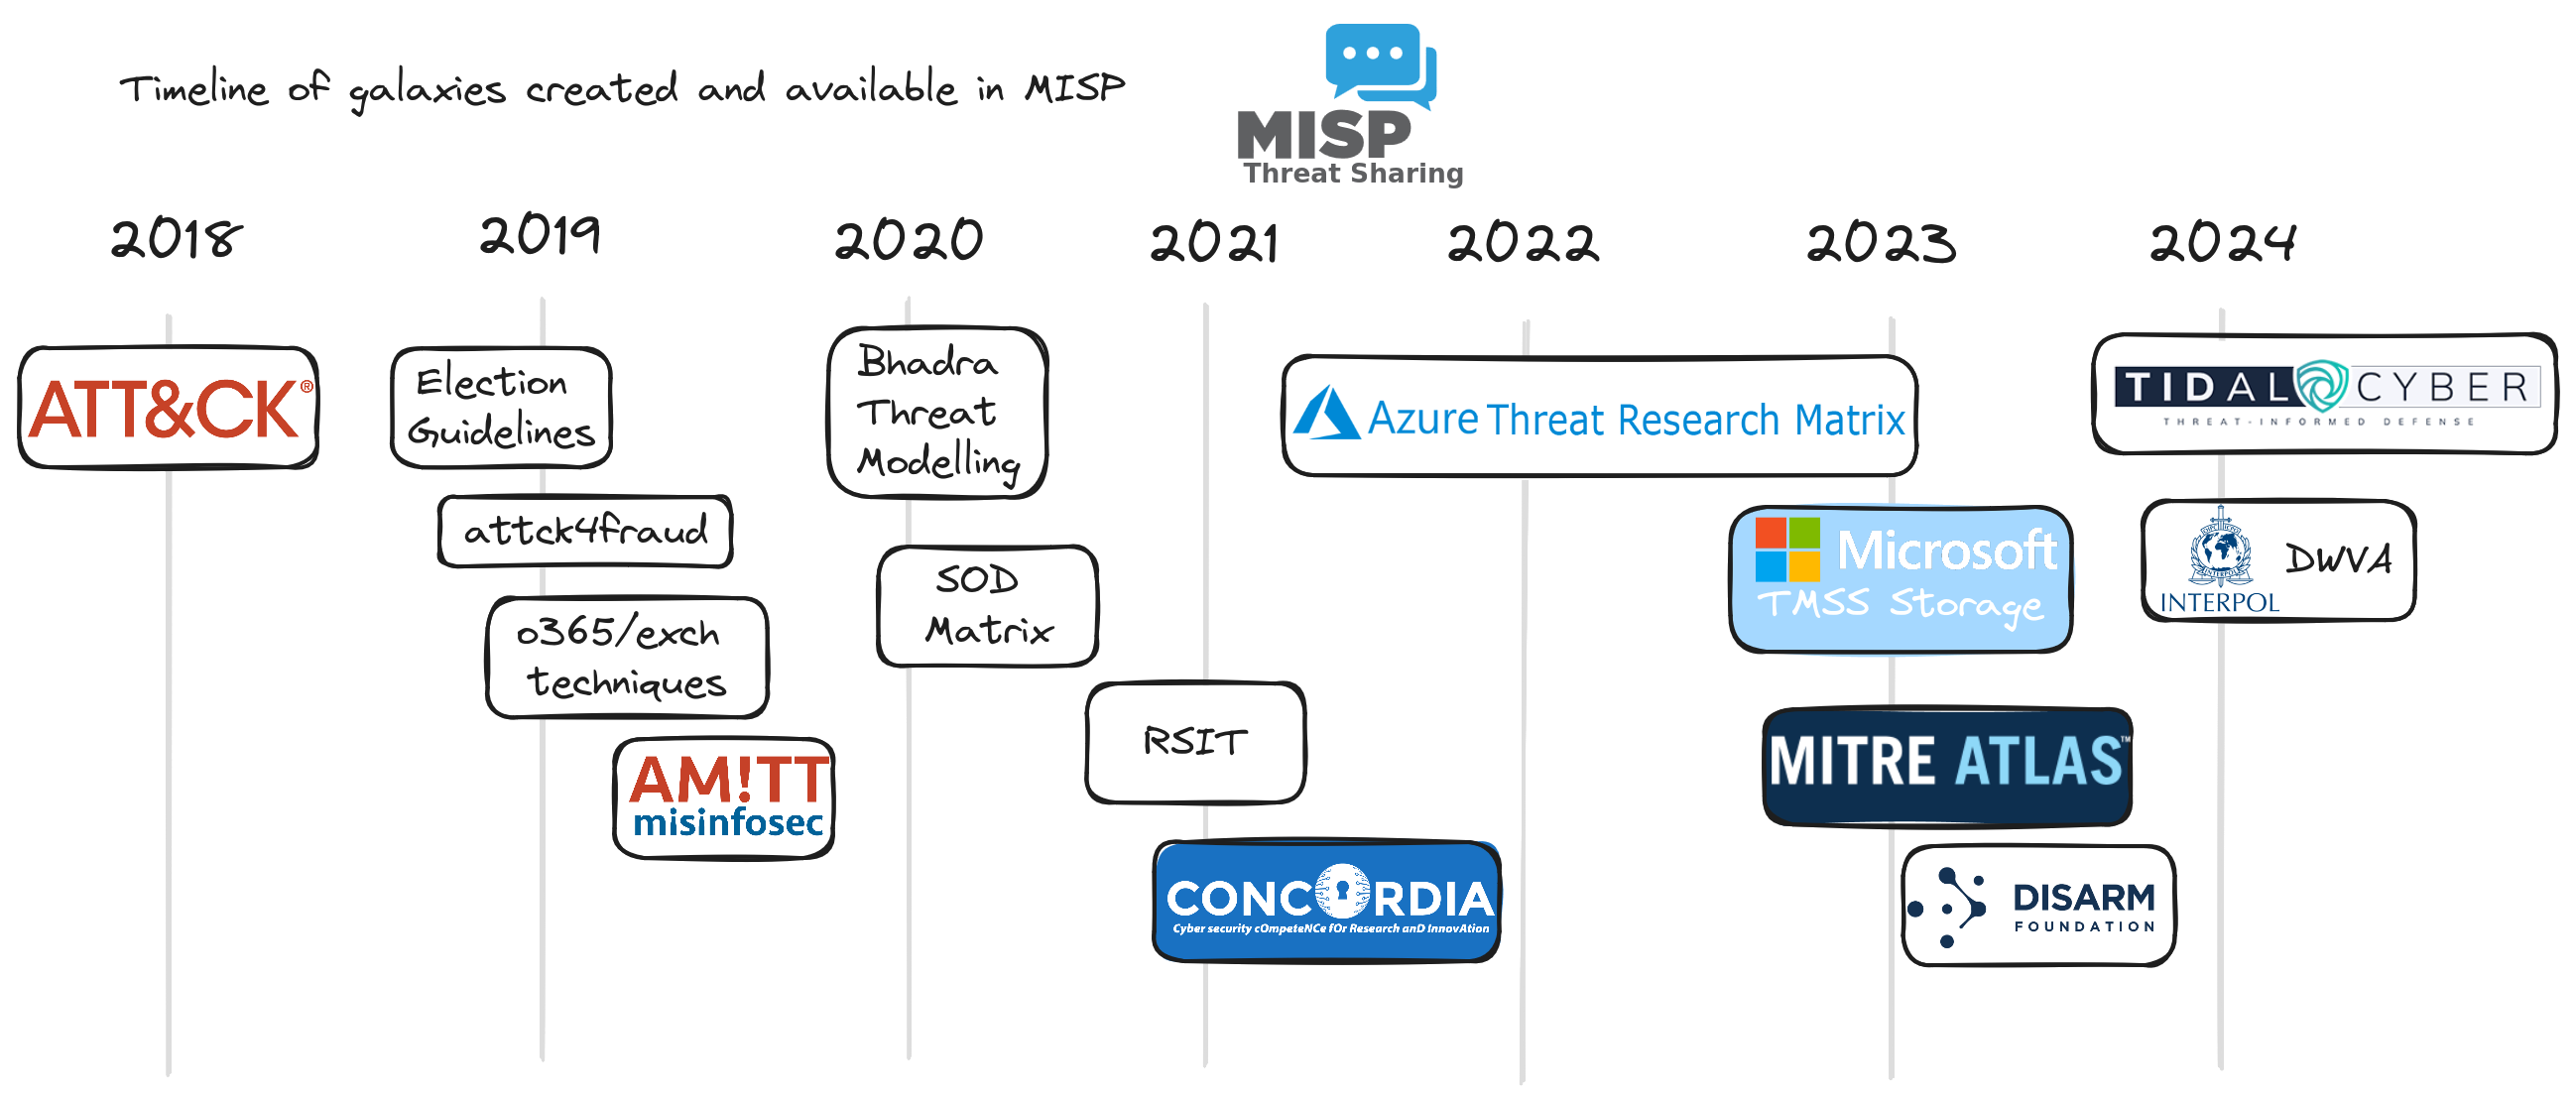 Timeline of galaxies created and available in MISP
MISP
Threat Sharing
2018
2019
2020
2021
2022
2023
2024
ATT&CK®
Election
Guidelines
attck4fraud
o365/exch
techniques
AM!TT
misinfosec
Bhadra
Threat
Modelling
SOD
Matrix
RSIT
CONCORDIA
Cyber security cOmpeteNCe fOr Research anD InnovAtion
Azure Threat Research Matrix
Microsoft
TMSS Storage
MITRE ATLAS™
DISARM
FOUNDATION
TIDAL CYBER
THREAT-INFORMED DEFENSE
INTERPOL
INTERPOL
DWVA